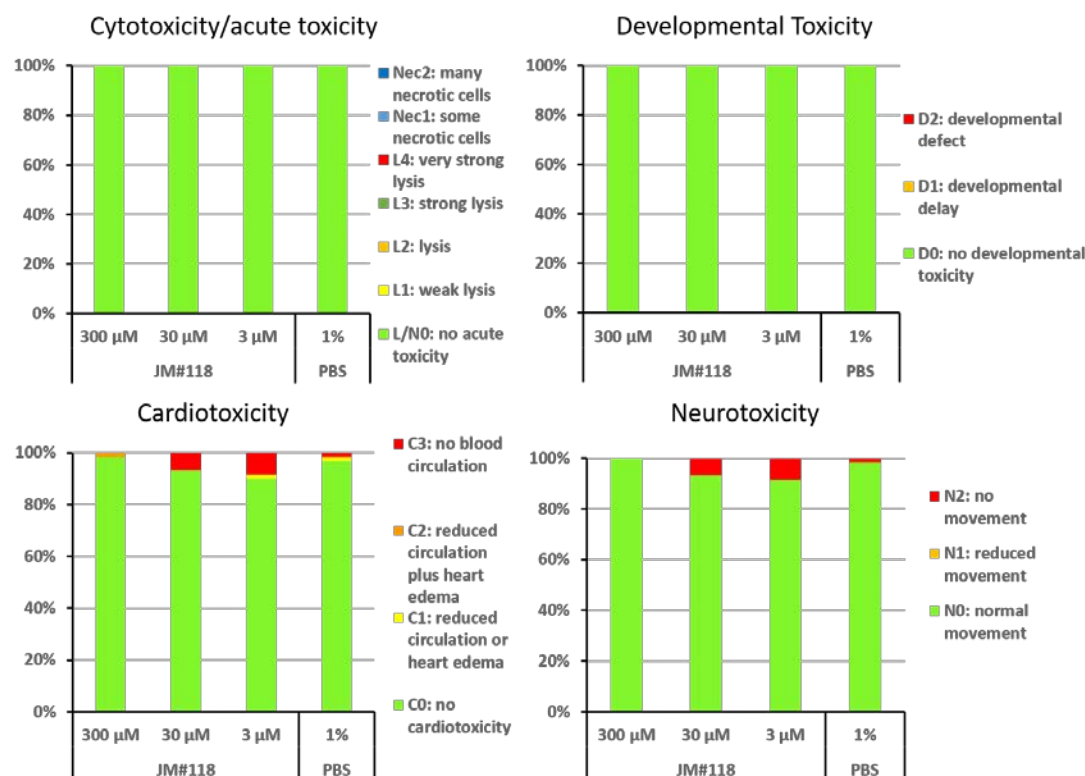 Cytotoxicity/acute toxicity
100%
80%
60%
40%
20%
0%
300 µM 30 µM 3 µM 1%
JM#118 PBS
Nec2: many
necrotic cells
Nec1: some
necrotic cells
L4: very strong
lysis
L3: strong lysis
L2: lysis
L1: weak lysis
L/N0: no acute
toxicity
Developmental Toxicity
100%
80%
60%
40%
20%
0%
300 µM 30 µM 3 µM 1%
JM#118 PBS
D2: developmental
defect
D1: developmental
delay
D0: no developmental
toxicity
Cardiotoxicity
100%
80%
60%
40%
20%
0%
300 µM 30 µM 3 µM 1%
JM#118 PBS
C3: no blood
circulation
C2: reduced
circulation
plus heart
edema
C1: reduced
circulation or
heart edema
C0: no
cardiotoxicity
Neurotoxicity
100%
80%
60%
40%
20%
0%
300 µM 30 µM 3 µM 1%
JM#118 PBS
N2: no
movement
N1: reduced
movement
N0: normal
movement